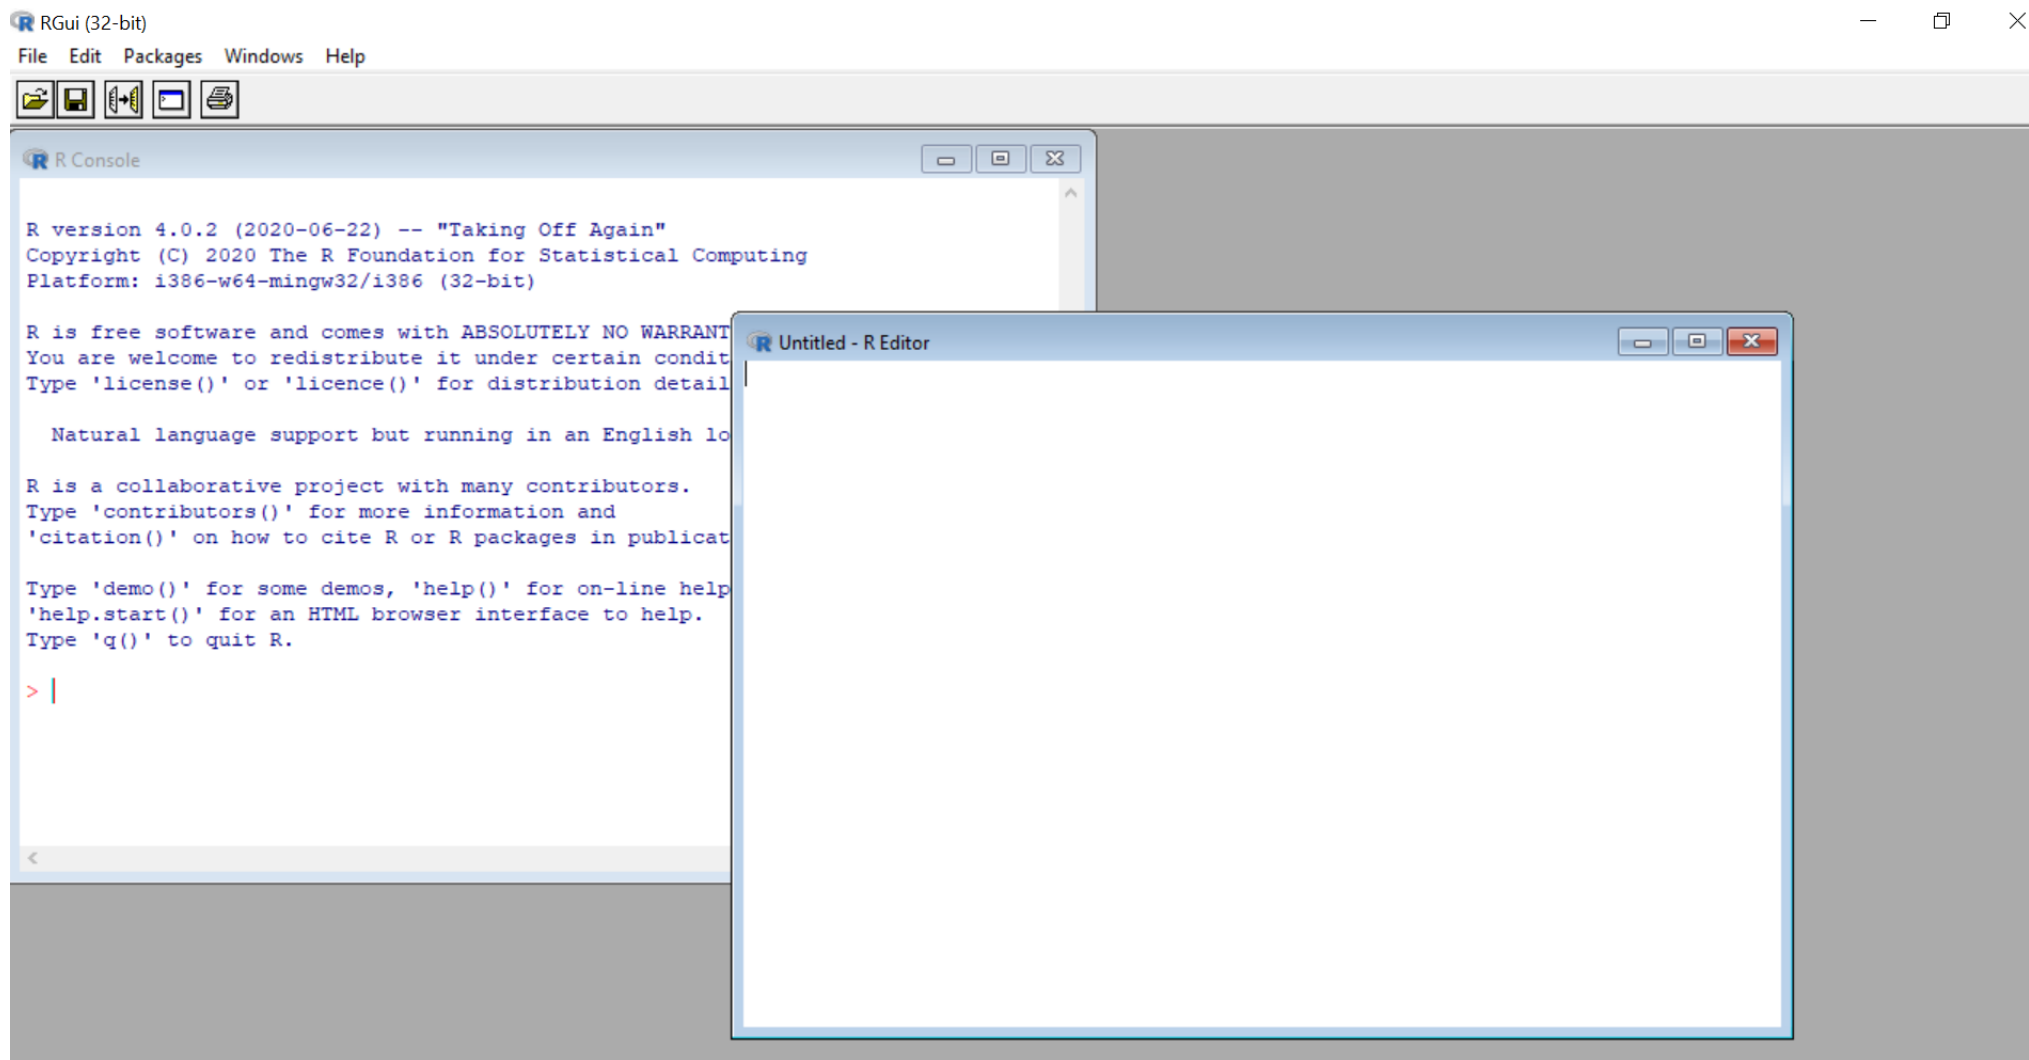 RGui (32-bit)
File Edit Packages Windows Help
R Console
R version 4.0.2 (2020-06-22) -- "Taking Off Again"
Copyright (C) 2020 The R Foundation for Statistical Computing
Platform: i386-w64-mingw32/i386 (32-bit)
R is free software and comes with ABSOLUTELY NO WARRANT
You are welcome to redistribute it under certain condit
Type 'license()' or 'licence()' for distribution detail
Natural language support but running in an English lo
R is a collaborative project with many contributors.
Type 'contributors()' for more information and
'citation()' on how to cite R or R packages in publicat
Type 'demo()' for some demos, 'help()' for on-line help
'help.start()' for an HTML browser interface to help.
Type 'q()' to quit R.
>
Untitled - R Editor